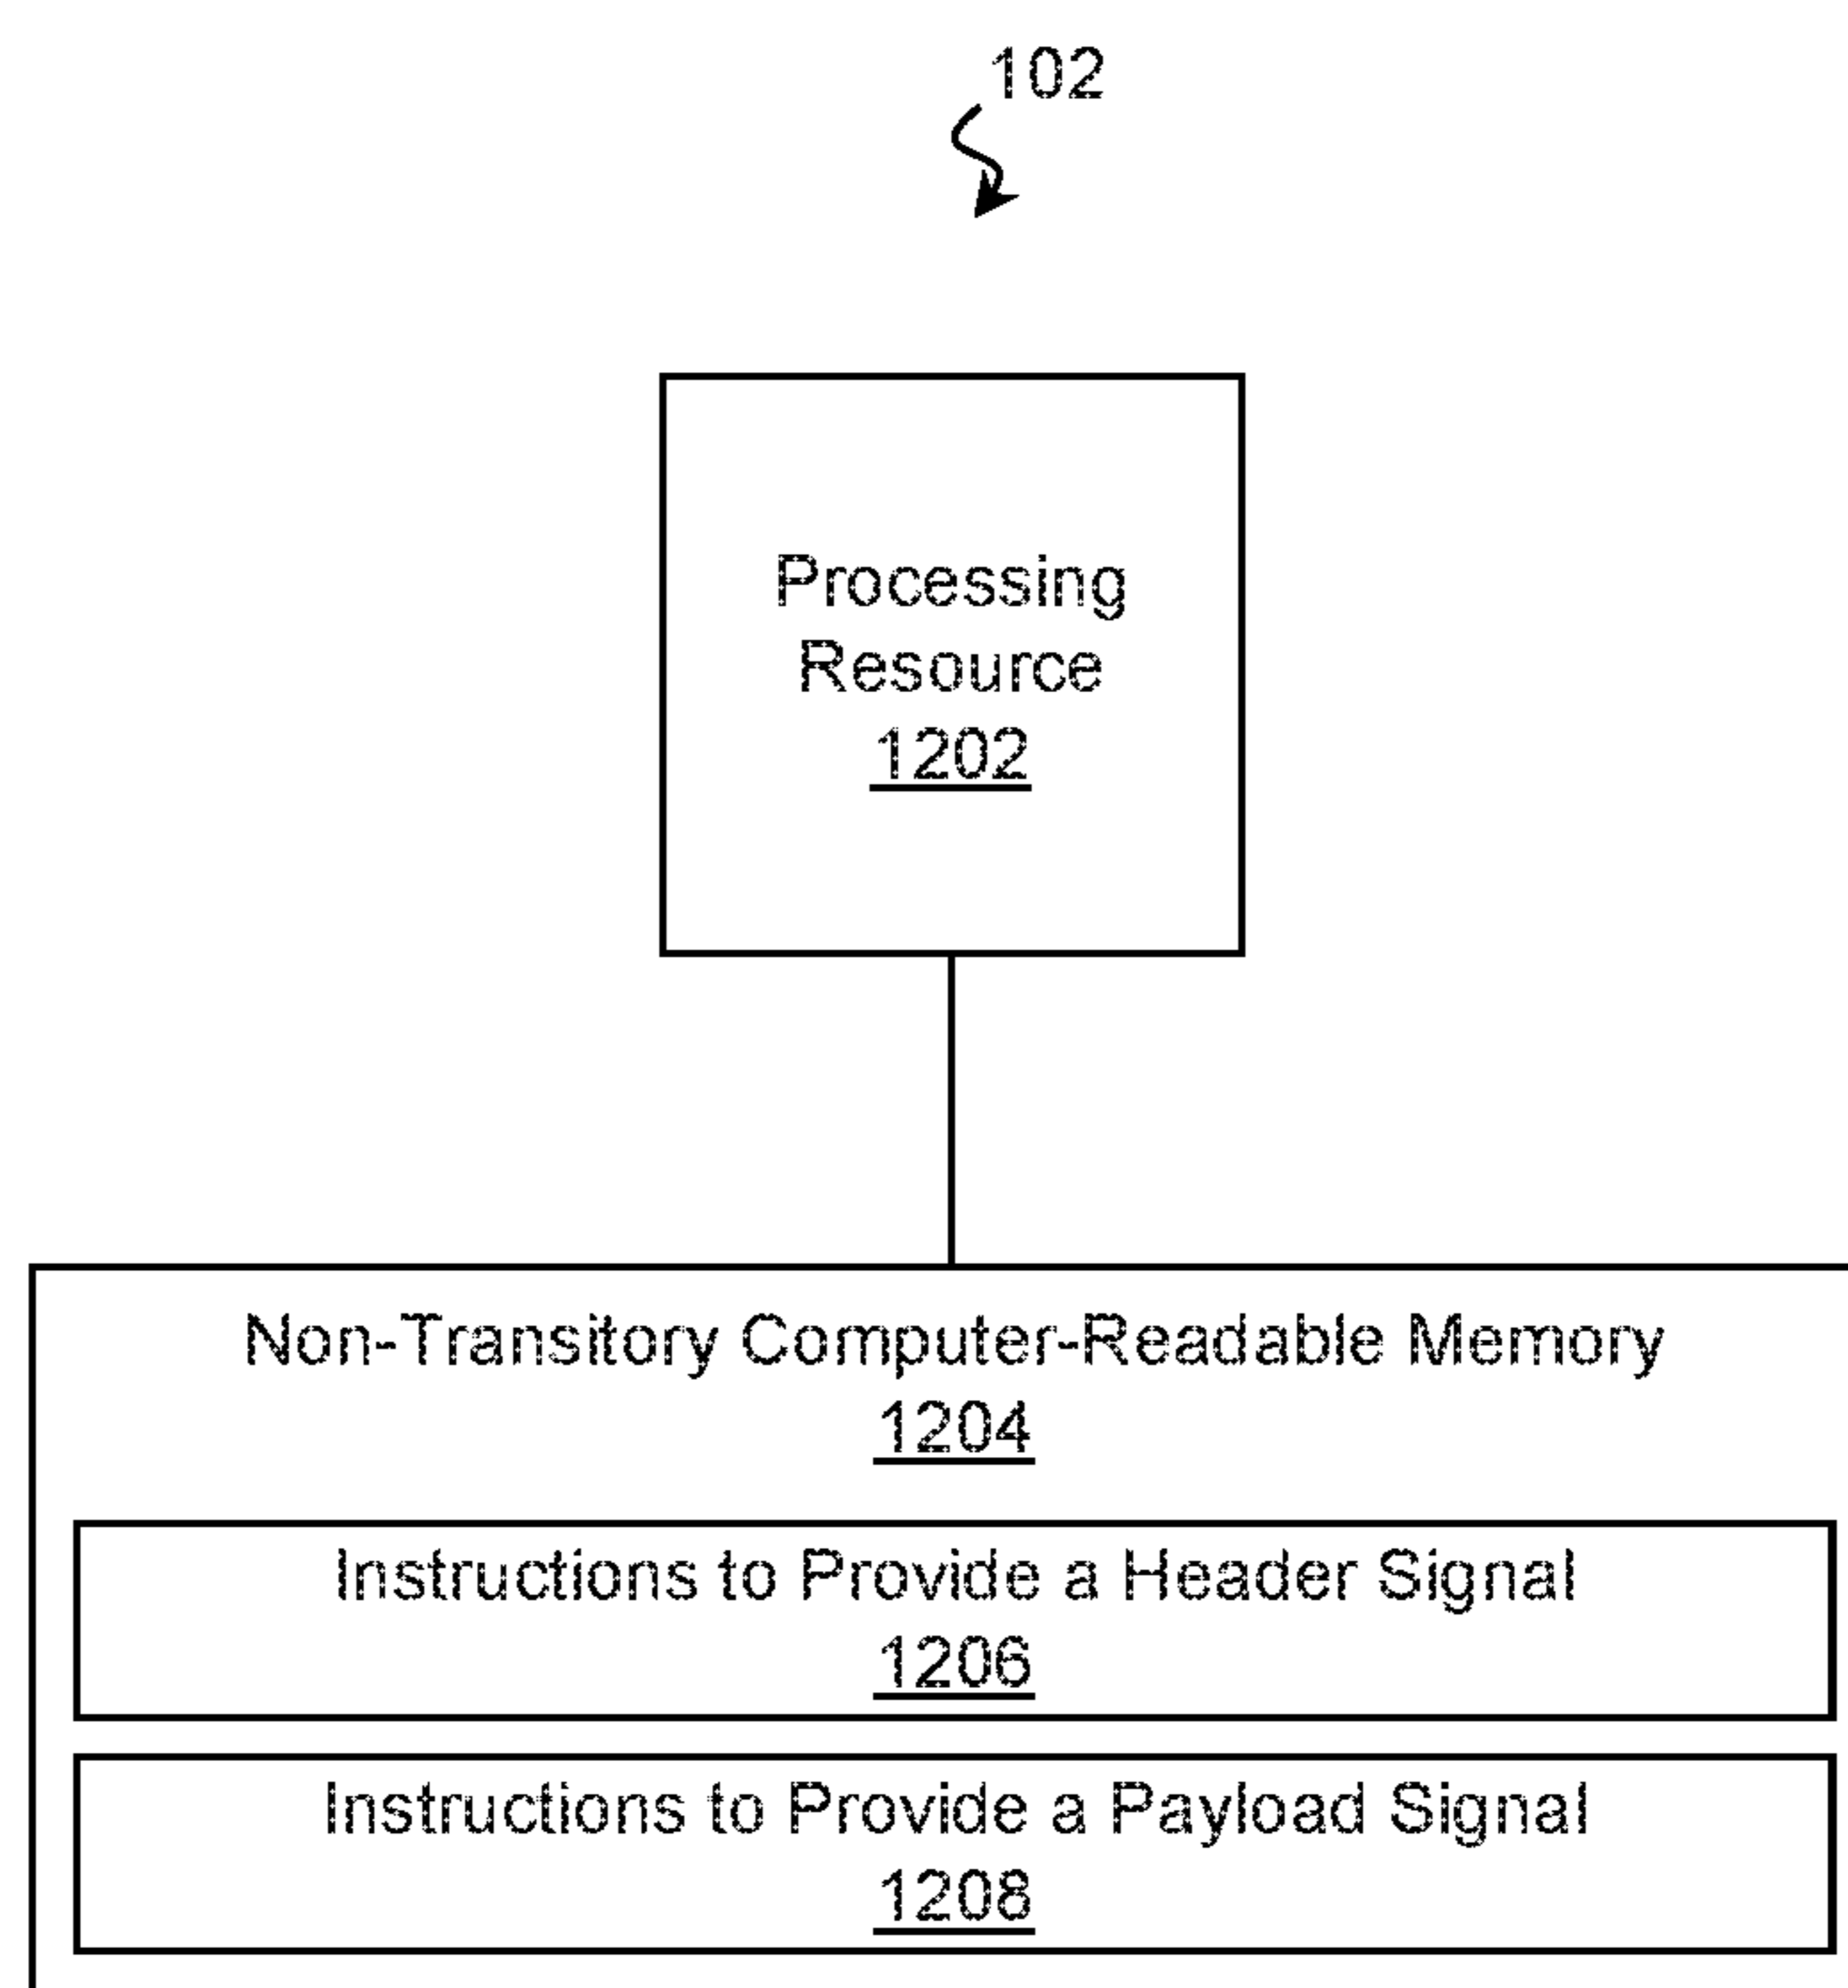 102
Processing
Resource
1202
Non-Transitory Computer-Readable Memory
1204
Instructions to Provide a Header Signal
1206
Instructions to Provide a Payload Signal
1208